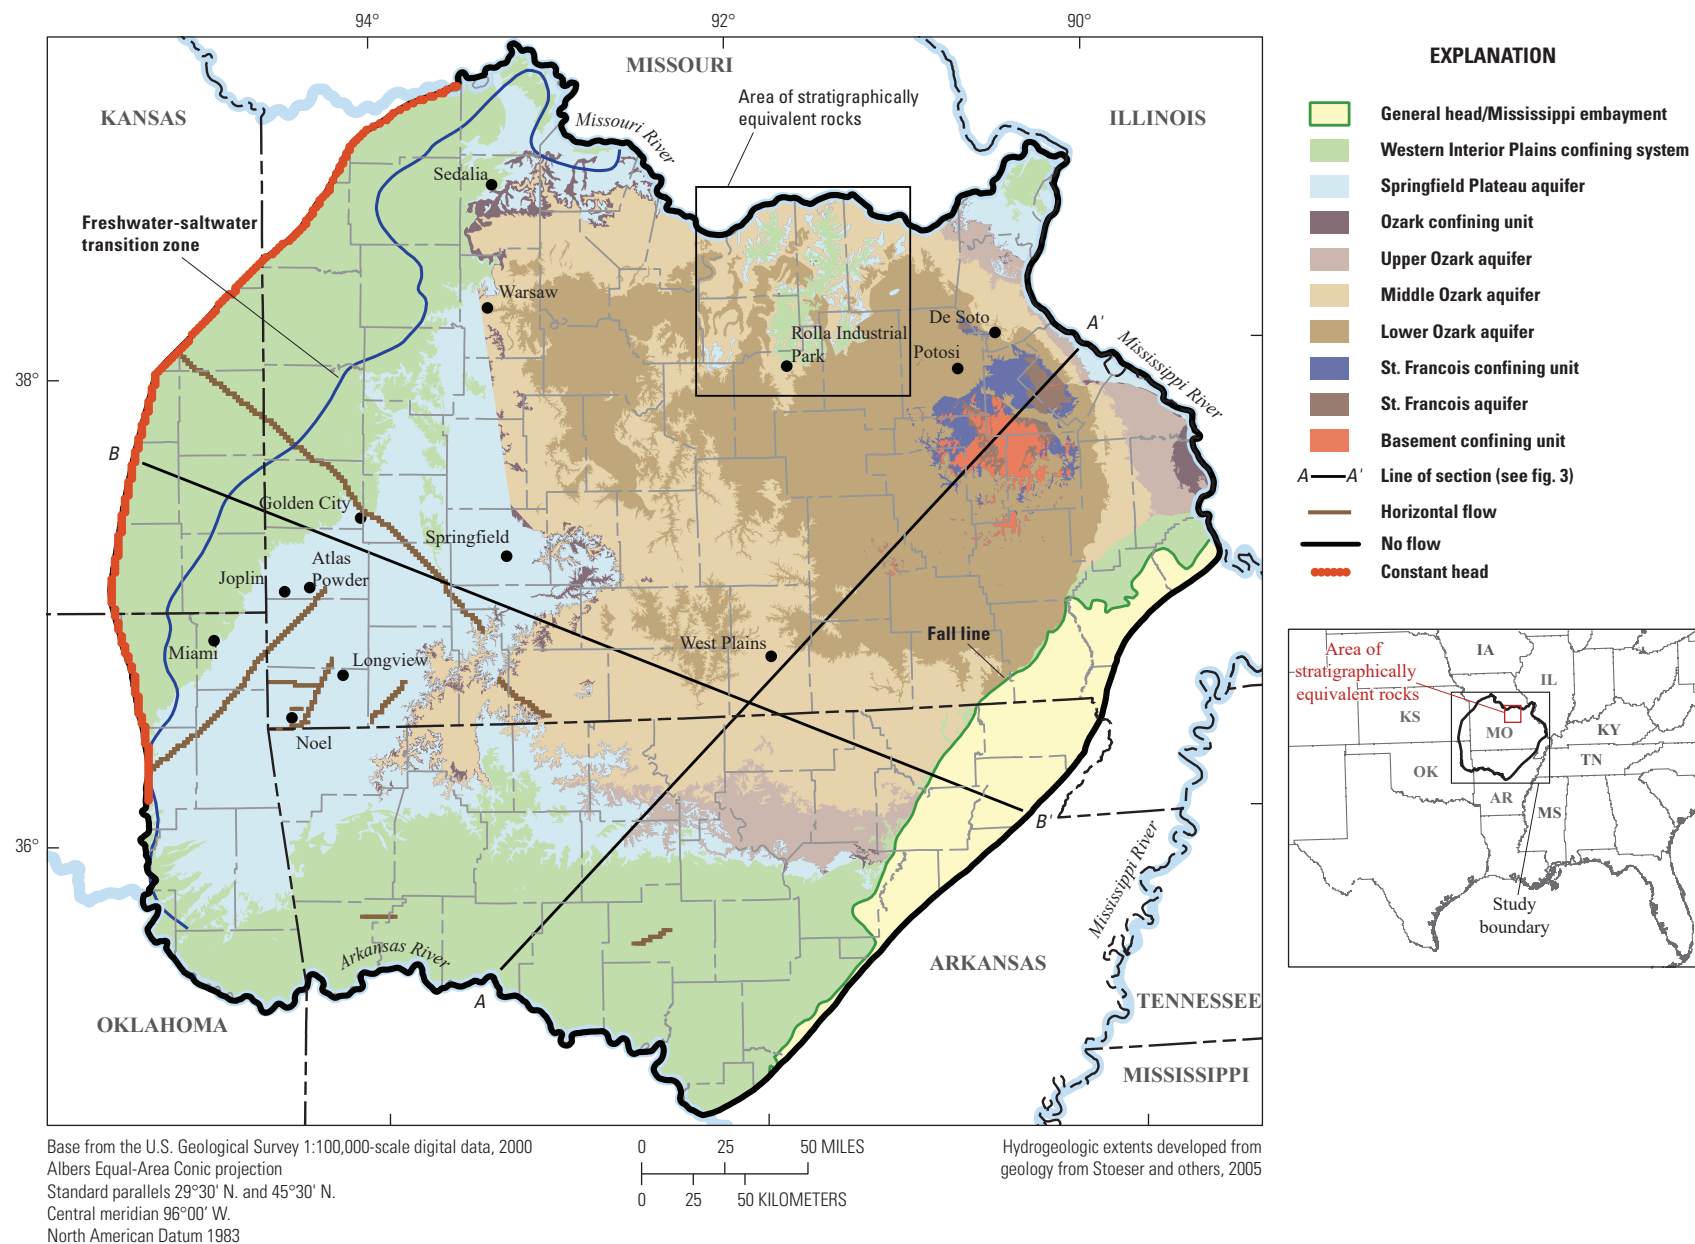 94°
92°
90°
MISSOURI
KANSAS
ILLINOIS
Area of stratigraphically
equivalent rocks
Missouri River
Sedalia
Freshwater-saltwater
transition zone
Warsaw
De Soto
A'
Mississippi River
Rolla Industrial
Park
Potosi
38°
B
Golden City
Springfield
Atlas
Powder
Joplin
Miami
Longview
West Plains
Fall line
Noel
B'
36°
Mississippi River
Arkansas River
A
ARKANSAS
OKLAHOMA
TENNESSEE
MISSISSIPPI
EXPLANATION
General head/Mississippi embayment
Western Interior Plains confining system
Springfield Plateau aquifer
Ozark confining unit
Upper Ozark aquifer
Middle Ozark aquifer
Lower Ozark aquifer
St. Francois confining unit
St. Francois aquifer
Basement confining unit
A A' Line of section (see fig. 3)
Horizontal flow
No flow
Constant head
Area of
stratigraphically
equivalent rocks
IA
IL
KS
MO
KY
OK
TN
AR
MS
Study
boundary
Base from the U.S. Geological Survey 1:100,000-scale digital data, 2000
Albers Equal-Area Conic projection
Standard parallels 29°30' N. and 45°30' N.
Central meridian 96°00' W.
North American Datum 1983
0 25 50 MILES
0 25 50 KILOMETERS
Hydrogeologic extents developed from
geology from Stoeser and others, 2005